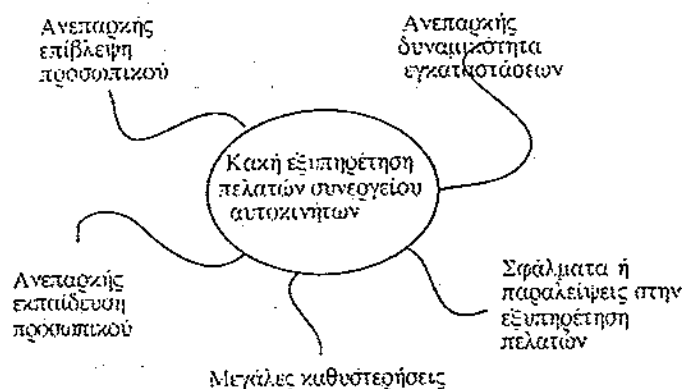 Ανεπαρκής
επίβλεψη
προσωπικού
Ανεπαρκής
δυναμικότητα
εγκαταστάσεων
Κακή εξυπηρέτηση
πελατών συνεργείου
αυτοκινήτων
Ανεπαρκής
εκπαίδευση
προσωπικού
Σφάλματα ή
παραλείψεις στην
εξυπηρέτηση
πελατών
Μεγάλες καθυστερήσεις